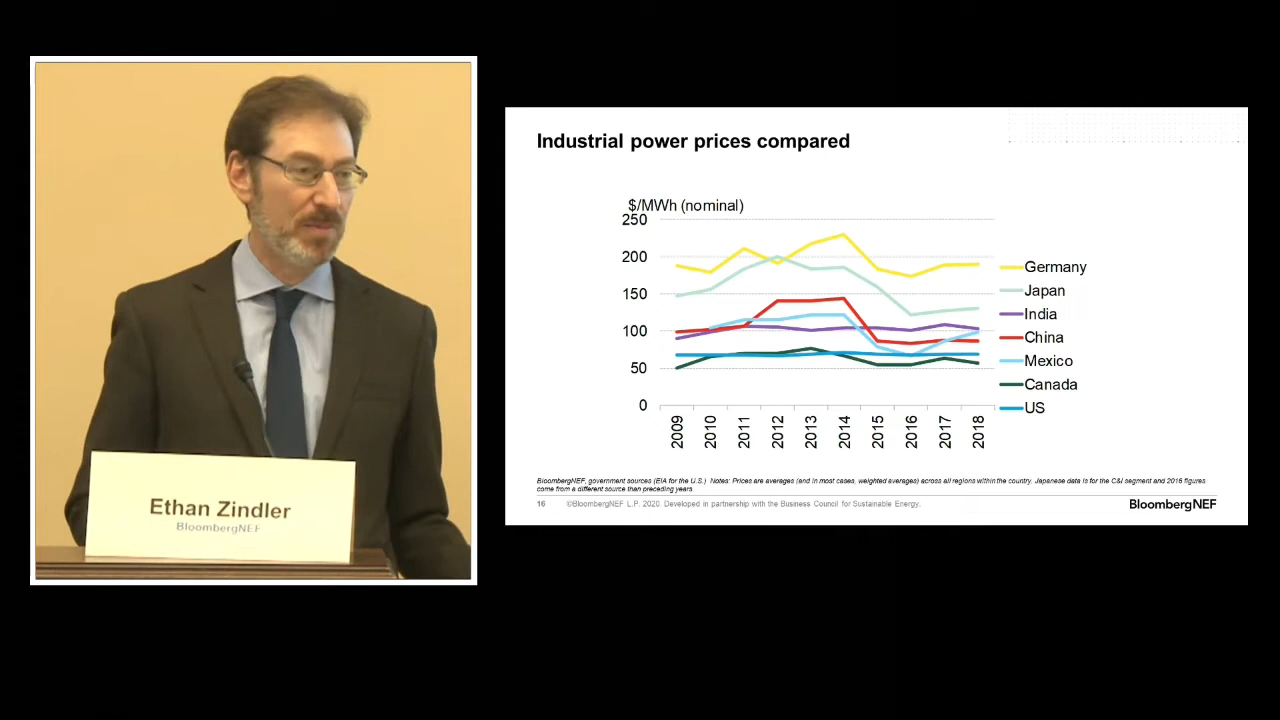 Ethan Zindler
BloombergNEF
Industrial power prices compared
$/MWh (nominal)
250
200
150
100
50
0
2009
2010
2011
2012
2013
2014
2015
2016
2017
2018
Germany
Japan
India
China
Mexico
Canada
US
BloombergNEF, government sources (EIA for the U.S.) Notes: Prices are averages (and in most cases, weighted averages) across all regions within the country. Japanese data is for the C&I segment and 2016 figures
come from a different source than preceding years.
16 ©BloombergNEF L.P. 2020. Developed in partnership with the Business Council for Sustainable Energy.
BloombergNEF